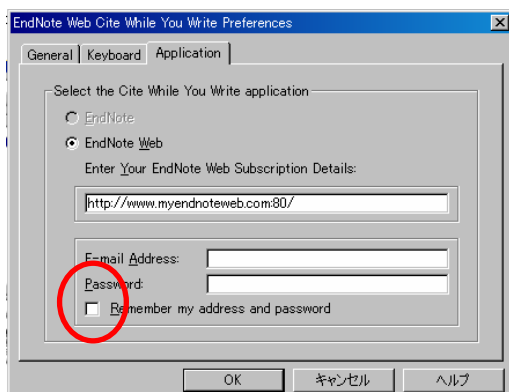 EndNote Web Cite While You Write Preferences
General Keyboard Application
Select the Cite While You Write application
EndNote
EndNote Web
Enter Your EndNote Web Subscription Details:
http://www.myendnoteweb.com:80/
E-mail Address:
Password:
Remember my address and password
OK キャンセル ヘルプ